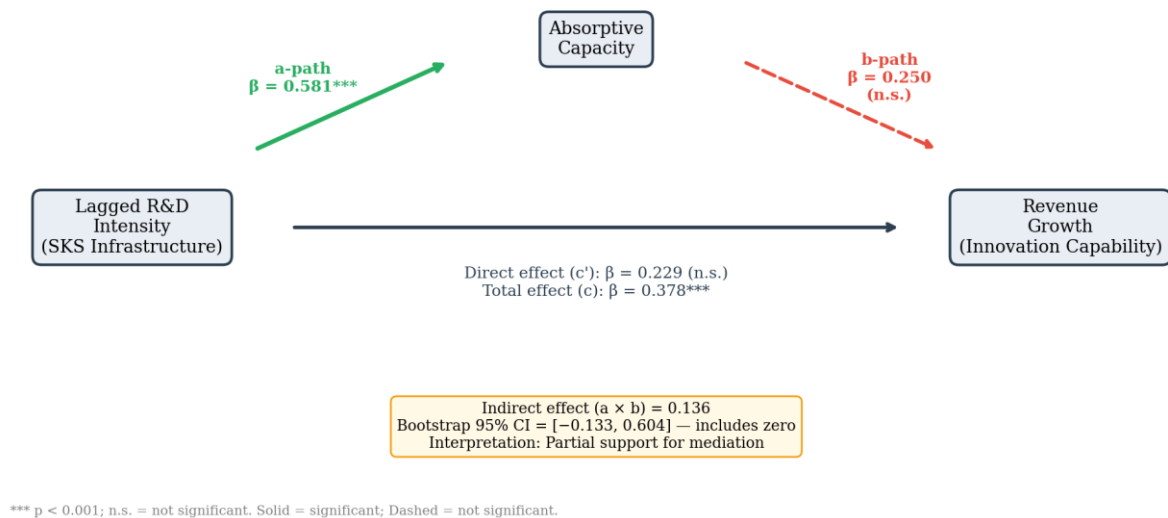 Absorptive
Capacity
a-path
β = 0.581***
b-path
β = 0.250
(n.s.)
Lagged R&D
Intensity
(SKS Infrastructure)
Revenue
Growth
(Innovation Capability)
Direct effect (c'): β = 0.229 (n.s.)
Total effect (c): β = 0.378***
Indirect effect (a × b) = 0.136
Bootstrap 95% CI = [−0.133, 0.604] — includes zero
Interpretation: Partial support for mediation
*** p < 0.001; n.s. = not significant. Solid = significant; Dashed = not significant.